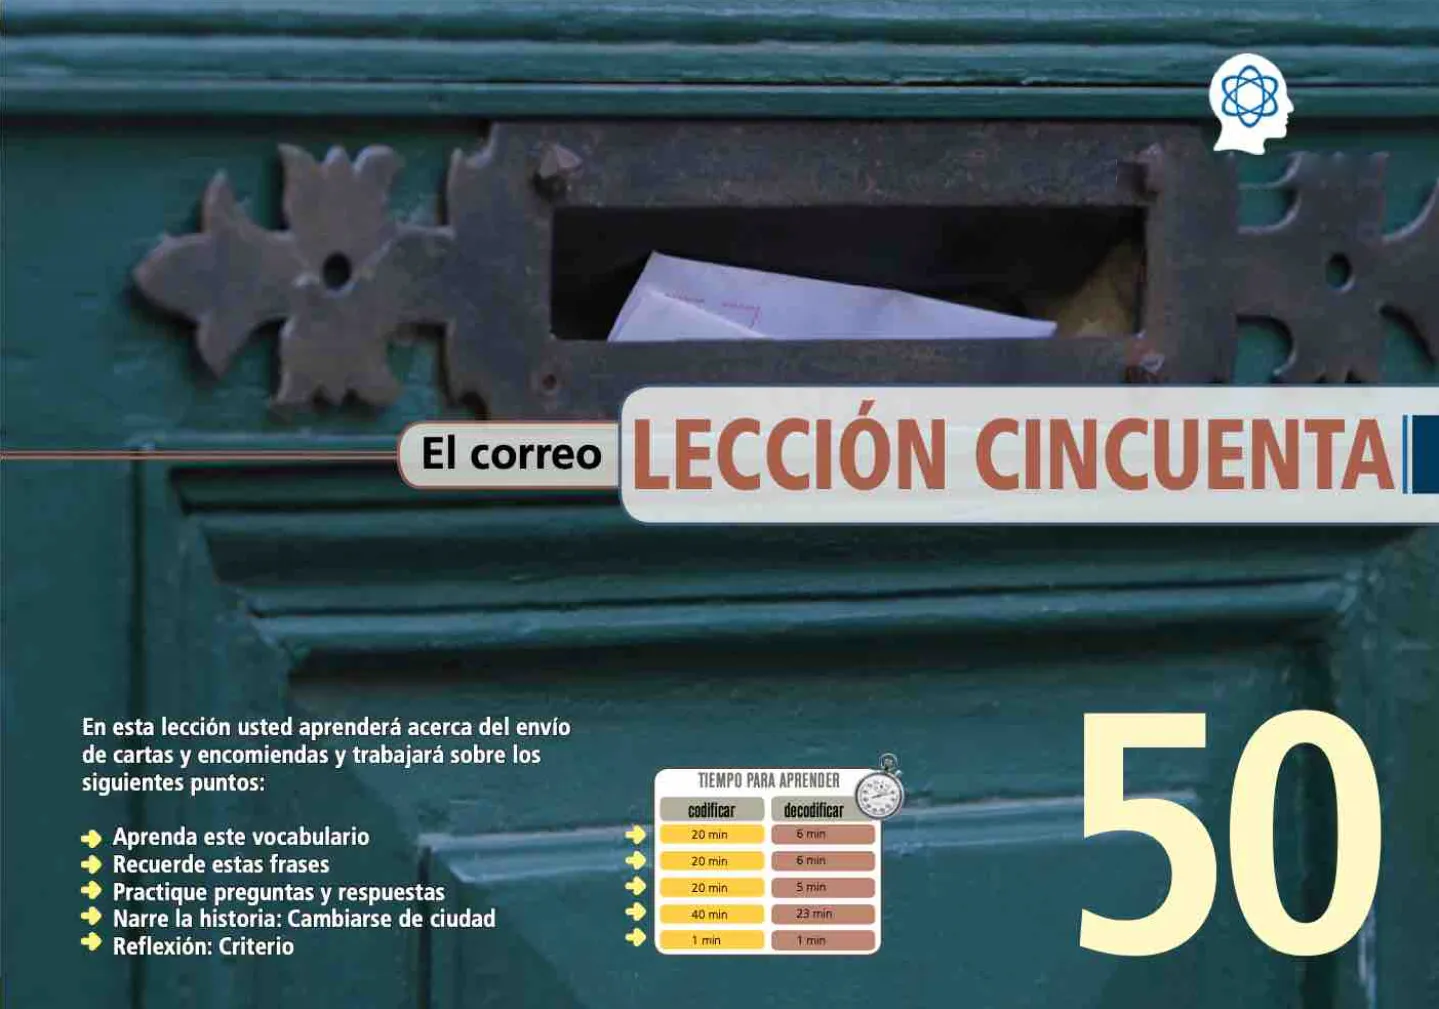 El correo
LECCIÓN CINCUENTA
En esta lección usted aprenderá acerca del envío
de cartas y encomiendas y trabajará sobre los
siguientes puntos:
Aprenda este vocabulario
Recuerde estas frases
Practique preguntas y respuestas
Narre la historia: Cambiarse de ciudad
Reflexión: Criterio
TIEMPO PARA APRENDER
codificar decodificar
20 min 6 min
20 min 6 min
20 min 5 min
40 min 23 min
1 min 1 min
50